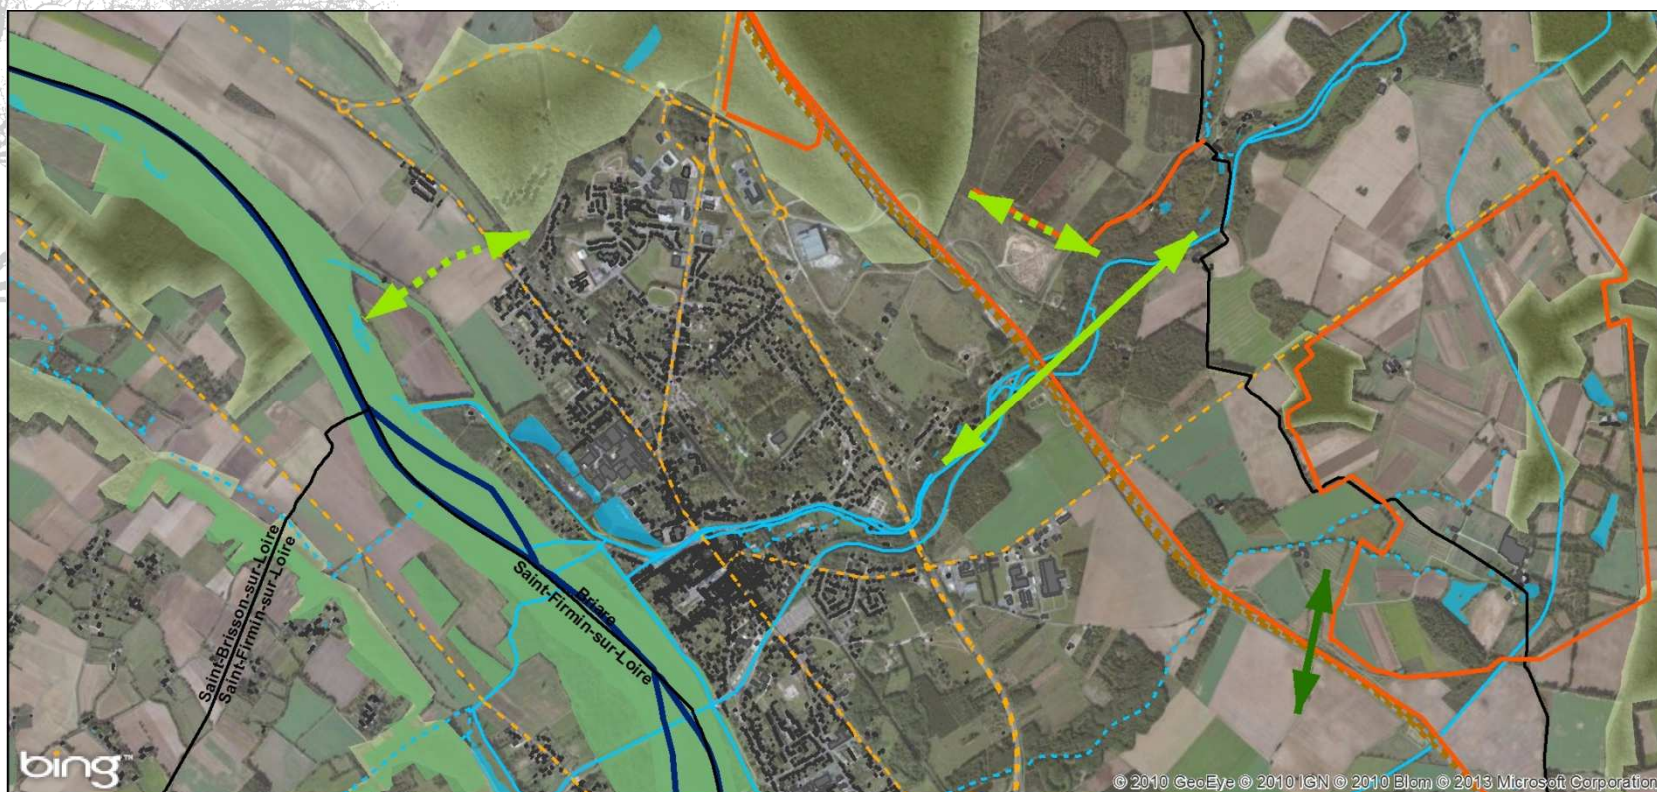 Saint-Brisson-sur-Loire
Saint-Firmin-sur-Loire
Briare
Saint-Firmin-sur-Loire
bing™
© 2010 GeoEye © 2010 IGN © 2010 Blom © 2013 Microsoft Corporation